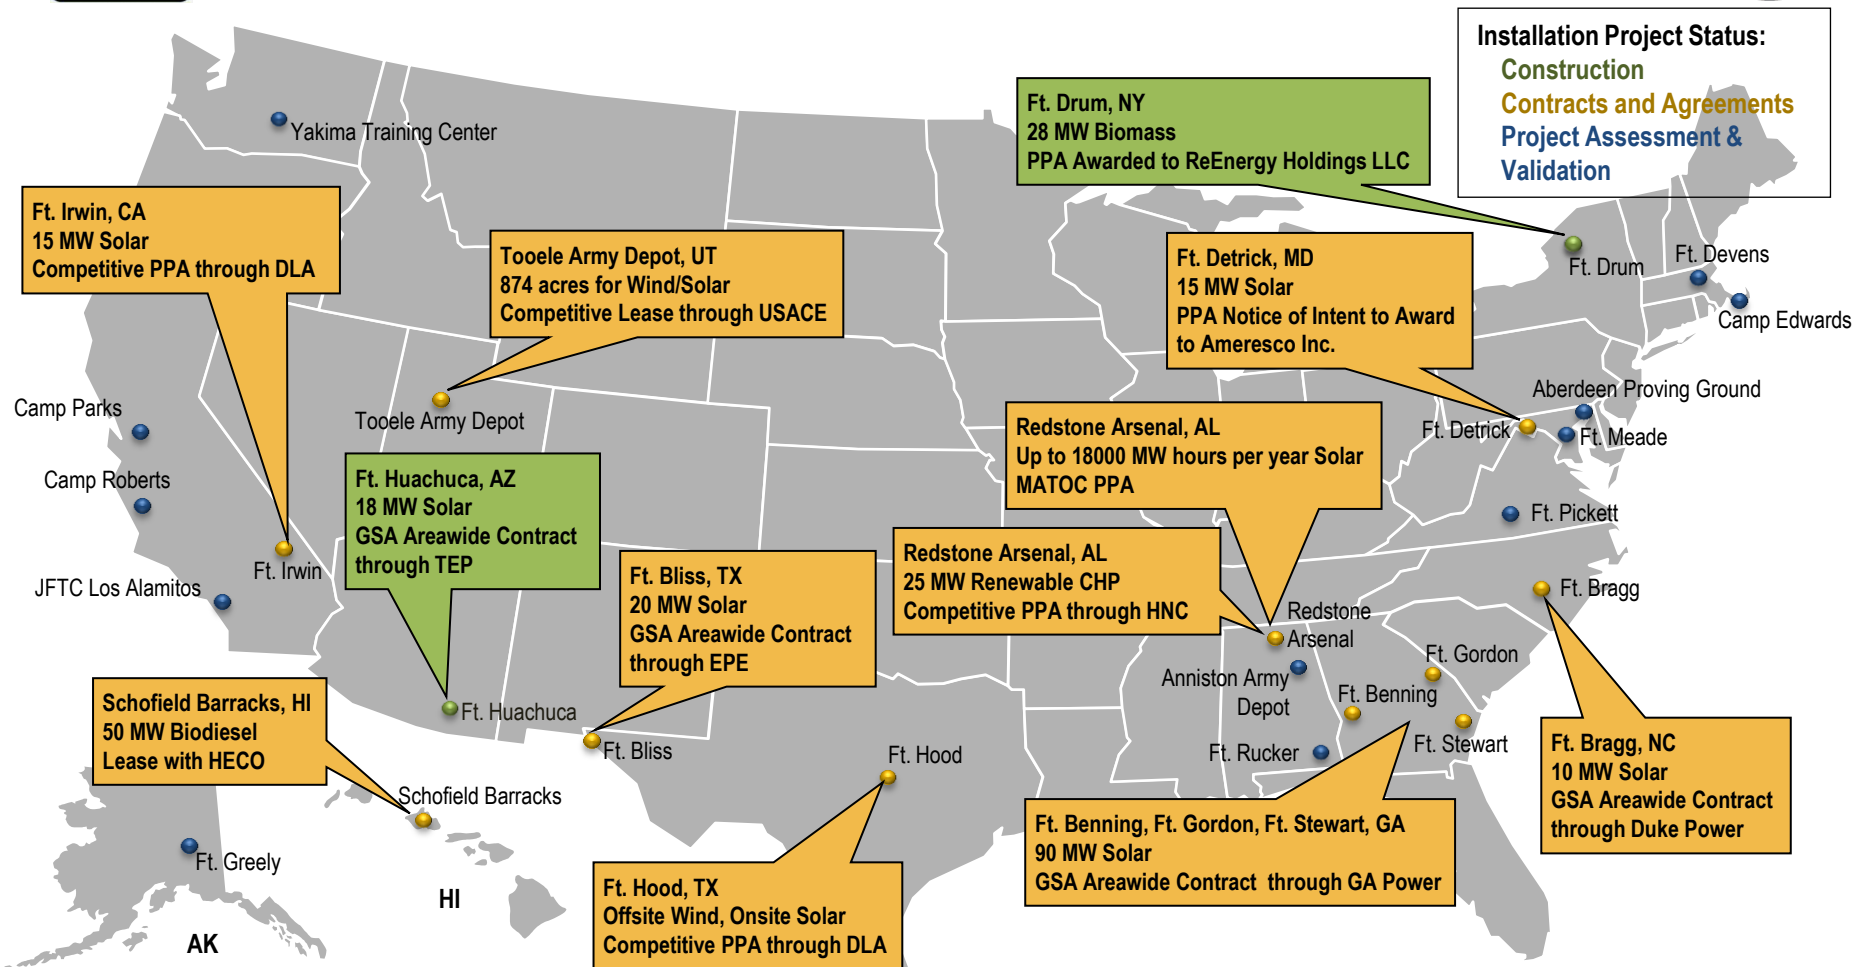 Installation Project Status:
Construction
Contracts and Agreements
Project Assessment &
Validation
Ft. Drum, NY
28 MW Biomass
PPA Awarded to ReEnergy Holdings LLC
Yakima Training Center
Ft. Irwin, CA
15 MW Solar
Competitive PPA through DLA
Tooele Army Depot, UT
874 acres for Wind/Solar
Competitive Lease through USACE
Ft. Detrick, MD
15 MW Solar
PPA Notice of Intent to Award
to Ameresco Inc.
Ft. Drum
Ft. Devens
Camp Edwards
Aberdeen Proving Ground
Ft. Detrick
Ft. Meade
Camp Parks
Tooele Army Depot
Redstone Arsenal, AL
Up to 18000 MW hours per year Solar
MATOC PPA
Camp Roberts
Ft. Huachuca, AZ
18 MW Solar
GSA Areawide Contract
through TEP
Ft. Pickett
Ft. Irwin
JFTC Los Alamitos
Ft. Bliss, TX
20 MW Solar
GSA Areawide Contract
through EPE
Redstone Arsenal, AL
25 MW Renewable CHP
Competitive PPA through HNC
Redstone
Arsenal
Ft. Bragg
Ft. Gordon
Anniston Army
Depot
Ft. Benning
Schofield Barracks, HI
50 MW Biodiesel
Lease with HECO
Ft. Huachuca
Ft. Bliss
Ft. Hood
Ft. Rucker
Ft. Stewart
Ft. Bragg, NC
10 MW Solar
GSA Areawide Contract
through Duke Power
Schofield Barracks
Ft. Benning, Ft. Gordon, Ft. Stewart, GA
90 MW Solar
GSA Areawide Contract  through GA Power
Ft. Greely
HI
AK
Ft. Hood, TX
Offsite Wind, Onsite Solar
Competitive PPA through DLA